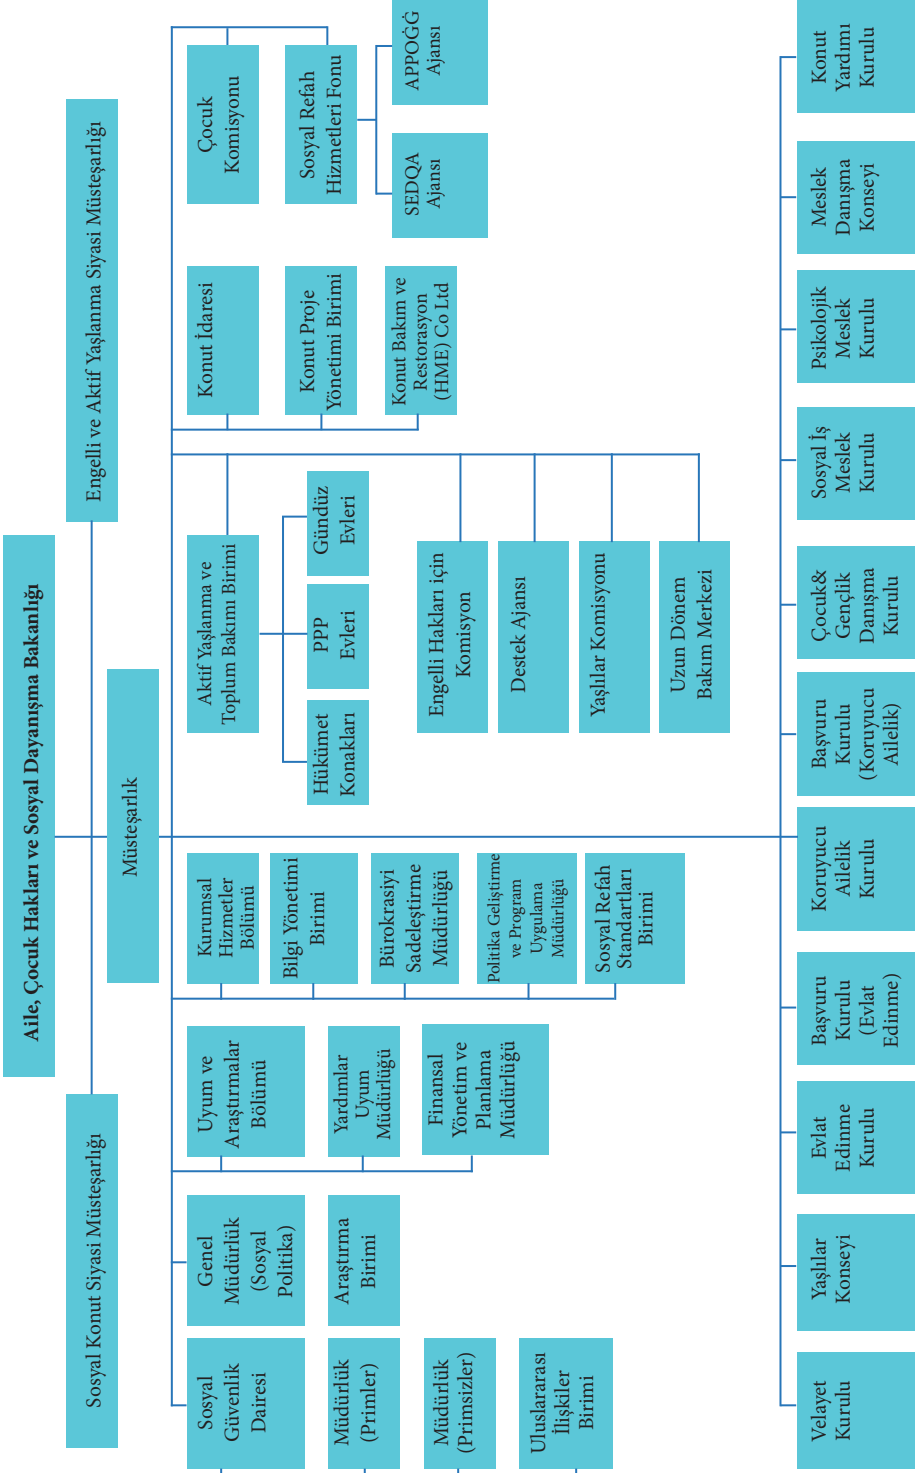 Aile, Çocuk Hakları ve Sosyal Dayanışma Bakanlığı
Sosyal Konut Siyasi Müsteşarlığı
Engelli ve Aktif Yaşlanma Siyasi Müsteşarlığı
Müsteşarlık
Sosyal
Güvenlik
Dairesi
Müdürlük
(Primler)
Müdürlük
(Primsizler)
Uluslararası
İlişkiler
Birimi
Genel
Müdürlük
(Sosyal
Politika)
Araştırma
Birimi
Uyum ve
Araştırmalar
Bölümü
Yardımlar
Uyum
Müdürlüğü
Finansal
Yönetim ve
Planlama
Müdürlüğü
Kurumsal
Hizmetler
Bölümü
Bilgi Yönetimi
Birimi
Bürokrasiyi
Sadeleştirme
Müdürlüğü
Politika Geliştirme
ve Program
Uygulama
Müdürlüğü
Sosyal Refah
Standartları
Birimi
Aktif Yaşlanma ve
Toplum Bakımı Birimi
Hükümet
Konakları
PPP
Evleri
Gündüz
Evleri
Engelli Hakları için
Komisyon
Destek Ajansı
Yaşlılar Komisyonu
Uzun Dönem
Bakım Merkezi
Konut İdaresi
Konut Proje
Yönetimi Birimi
Konut Bakım ve
Restorasyon
(HME) Co Ltd
Çocuk
Komisyonu
Sosyal Refah
Hizmetleri Fonu
SEDQA
Ajansı
APPOĠĠ
Ajansı
Velayet
Kurulu
Yaşlılar
Konseyi
Evlat
Edinme
Kurulu
Başvuru
Kurulu
(Evlat
Edinme)
Koruyucu
Ailelik
Kurulu
Başvuru
Kurulu
(Koruyucu
Ailelik)
Çocuk&
Gençlik
Danışma
Kurulu
Sosyal İş
Meslek
Kurulu
Psikolojik
Meslek
Kurulu
Meslek
Danışma
Konseyi
Konut
Yardımı
Kurulu